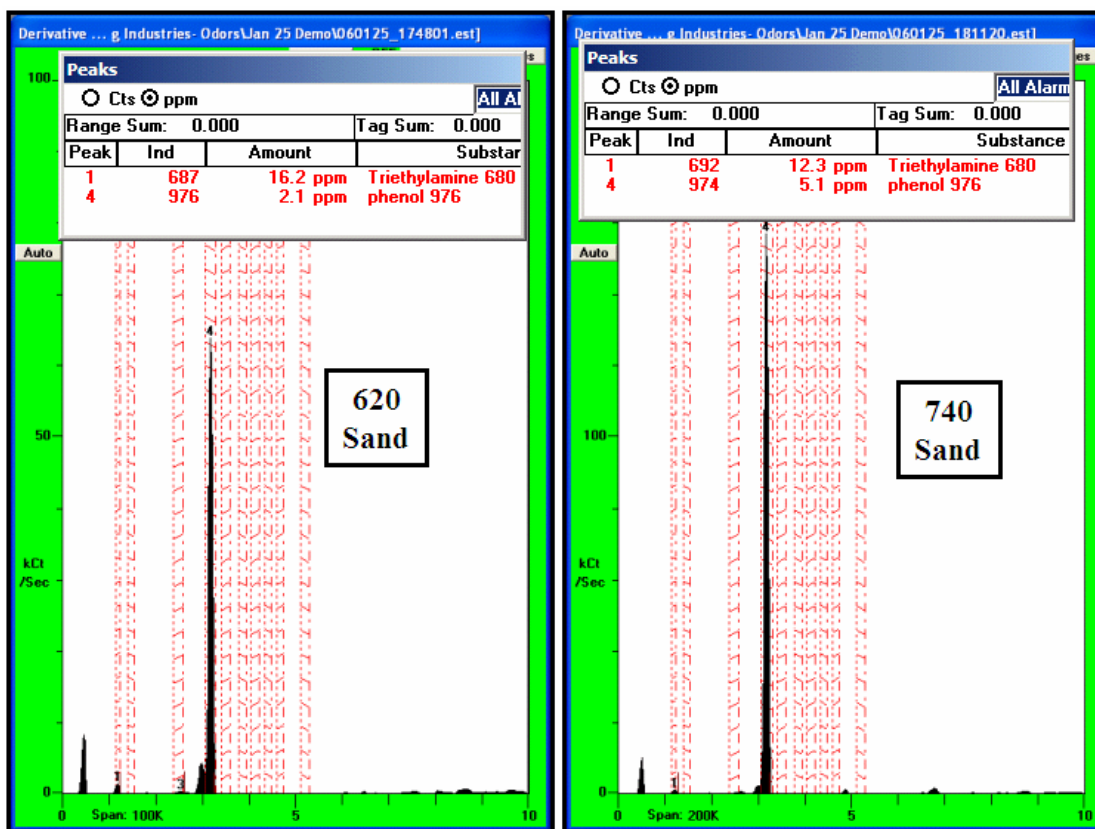 Derivative ... g Industries- Odors\Jan 25 Demo\060125_174801.est]
Peaks
Cts ppm
All Al
Range Sum: 0.000 Tag Sum: 0.000
Peak Ind Amount Substar
1 687 16.2 ppm Triethylamine 680
4 976 2.1 ppm phenol 976
100
Auto
4
620
Sand
50
kCt
/Sec
1
0
0 Span: 100K 5 10
Derivative ... g Industries- Odors\Jan 25 Demo\060125_181120.est]
Peaks
Cts ppm
All Alarm
Range Sum: 0.000 Tag Sum: 0.000
Peak Ind Amount Substance
1 692 12.3 ppm Triethylamine 680
4 974 5.1 ppm phenol 976
Auto
4
740
Sand
100
kCt
/Sec
1
0
0 Span: 200K 5 10